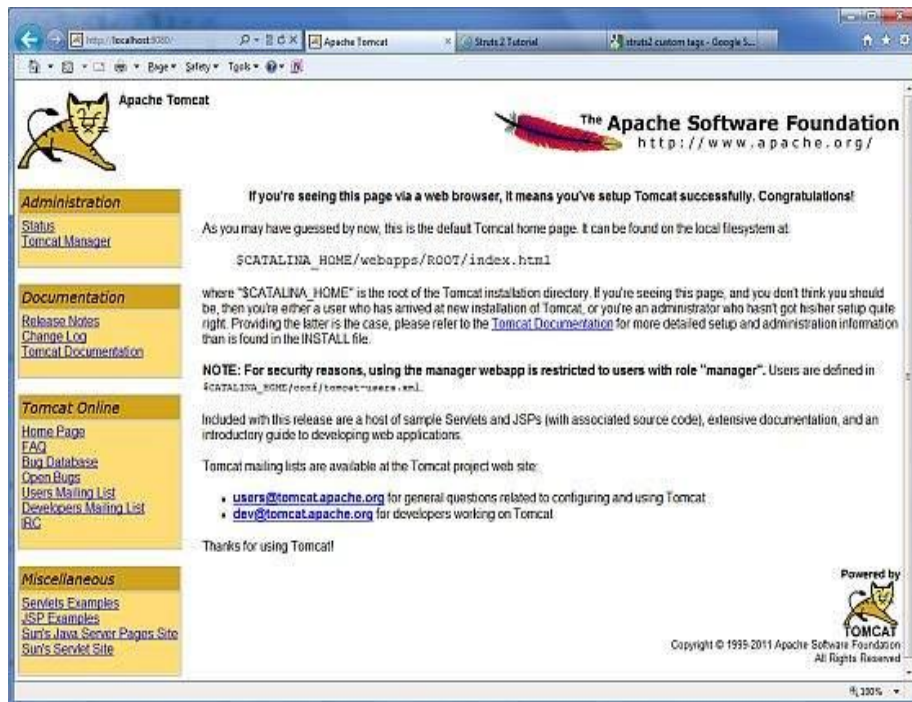 http://localhost:8080/
Apache Tomcat
Struts 2 Tutorial
struts2 custom tags - Google S...
Page
Safety
Tools
Apache Tomcat
The Apache Software Foundation
http://www.apache.org/
Administration
Status
Tomcat Manager
Documentation
Release Notes
Change Log
Tomcat Documentation
Tomcat Online
Home Page
FAQ
Bug Database
Open Bugs
Users Mailing List
Developers Mailing List
IRC
Miscellaneous
Servlets Examples
JSP Examples
Sun's Java Server Pages Site
Sun's Servlet Site
If you're seeing this page via a web browser, it means you've setup Tomcat successfully. Congratulations!
As you may have guessed by now, this is the default Tomcat home page. It can be found on the local filesystem at:
$CATALINA_HOME/webapps/ROOT/index.html
where "$CATALINA_HOME" is the root of the Tomcat installation directory. If you're seeing this page, and you don't think you should
be, then you're either a user who has arrived at new installation of Tomcat, or you're an administrator who hasn't got his/her setup quite
right. Providing the latter is the case, please refer to the Tomcat Documentation for more detailed setup and administration information
than is found in the INSTALL file.
NOTE: For security reasons, using the manager webapp is restricted to users with role "manager". Users are defined in
$CATALINA_HOME/conf/tomcat-users.xml.
Included with this release are a host of sample Servlets and JSPs (with associated source code), extensive documentation, and an
introductory guide to developing web applications.
Tomcat mailing lists are available at the Tomcat project web site:
• users@tomcat.apache.org for general questions related to configuring and using Tomcat
• dev@tomcat.apache.org for developers working on Tomcat
Thanks for using Tomcat!
Powered by
TOMCAT
Copyright © 1999-2011 Apache Software Foundation
All Rights Reserved
100%